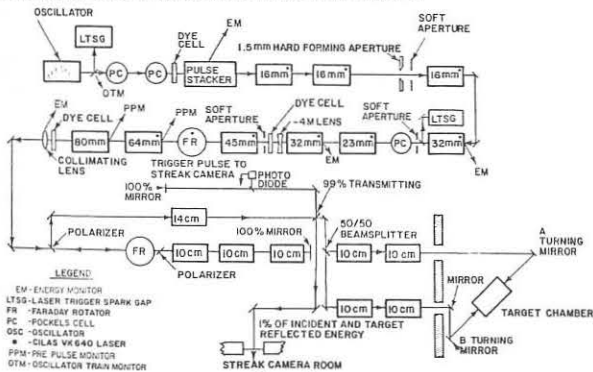 OSCILLATOR
LTSG
EM
DYE
CELL
SOFT
APERTURE
1.5mm HARD FORMING APERTURE
PC
PC
PULSE
STACKER
16mm
16mm
16mm
OTM
EM
DYE CELL
PPM
PPM
SOFT
APERTURE
DYE CELL
-4M LENS
SOFT
APERTURE
LTSG
80mm
64mm
FR
45mm
32mm
23mm
PC
32mm
COLLIMATING
LENS
TRIGGER PULSE TO
STREAK CAMERA
EM
EM
PHOTO
DIODE
100%
MIRROR
99% TRANSMITTING
14cm
100% MIRROR
50/50
BEAMSPLITTER
A
TURNING
MIRROR
POLARIZER
FR
10cm
10cm
10cm
10cm
10cm
POLARIZER
MIRROR
LEGEND
EM-ENERGY MONITOR
LTSG-LASER TRIGGER SPARK GAP
FR -FARADAY ROTATOR
PC -POCKELS CELL
OSC -OSCILLATOR
• -CILAS VK640 LASER
PPM-PRE PULSE MONITOR
OTM-OSCILLATOR TRAIN MONITOR
10cm
10cm
TARGET CHAMBER
1% OF INCIDENT AND TARGET
REFLECTED ENERGY
B TURNING
MIRROR
STREAK CAMERA ROOM